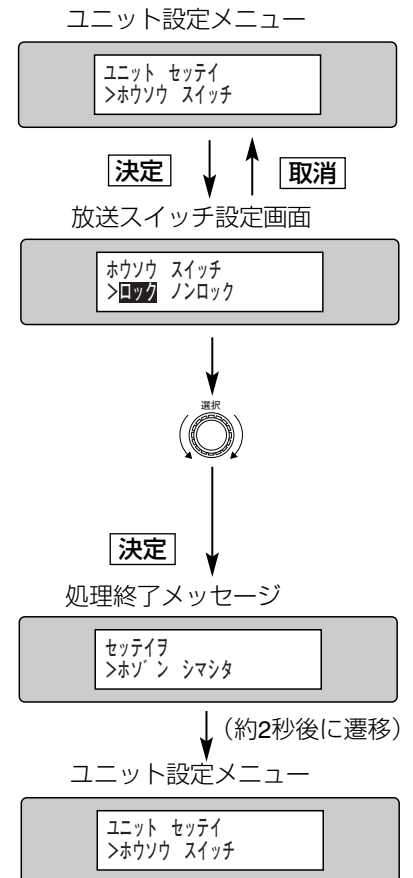 ユニット設定メニュー
ユニット セッテイ
>ホウソウ スイッチ
決定 取消
放送スイッチ設定画面
ホウソウ スイッチ
>ロック ノンロック
選択
決定
処理終了メッセージ
セッテイヲ
>ホゾン シマシタ
（約2秒後に遷移）
ユニット設定メニュー
ユニット セッテイ
>ホウソウ スイッチ